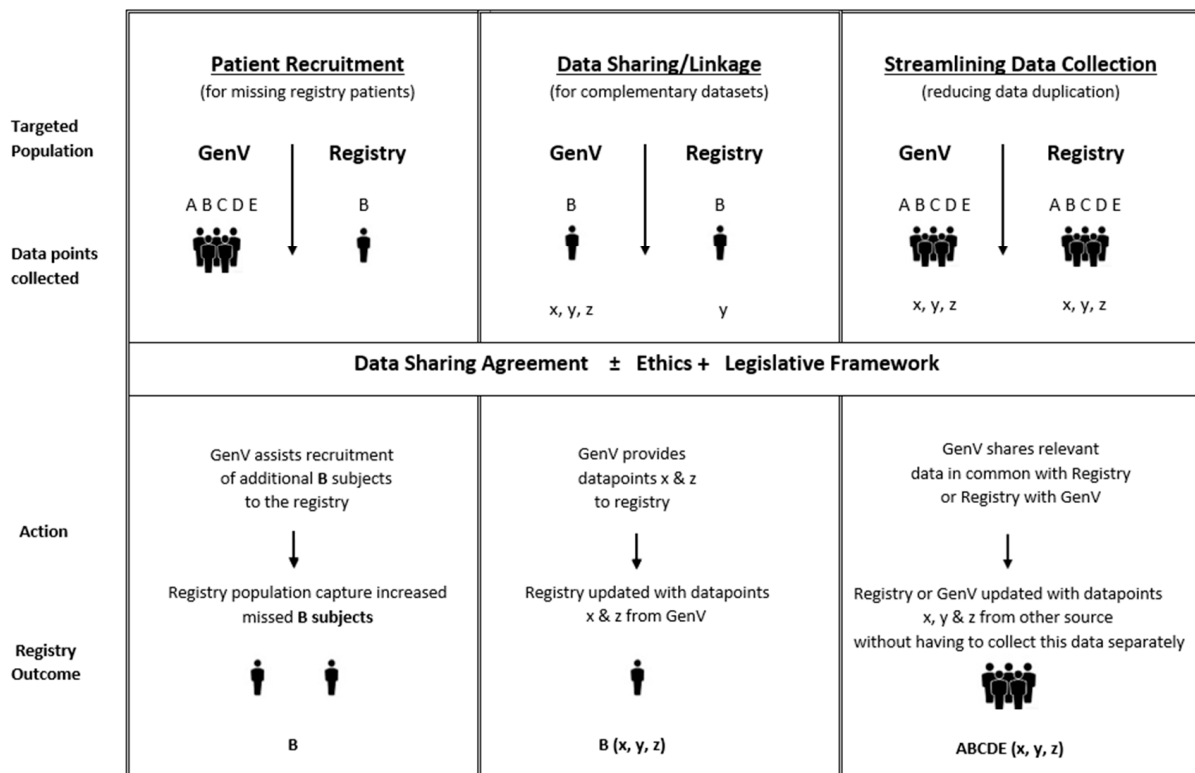 Patient Recruitment
(for missing registry patients)
Data Sharing/Linkage
(for complementary datasets)
Streamlining Data Collection
(reducing data duplication)
Targeted
Population
GenV Registry
GenV Registry
GenV Registry
A B C D E B
B B
A B C D E A B C D E
Data points
collected
x, y, z y
x, y, z x, y, z
Data Sharing Agreement ± Ethics + Legislative Framework
Action
GenV assists recruitment
of additional B subjects
to the registry
GenV provides
datapoints x & z
to registry
GenV shares relevant
data in common with Registry
or Registry with GenV
Registry
Outcome
Registry population capture increased
missed B subjects
B
Registry updated with datapoints
x & z from GenV
B (x, y, z)
Registry or GenV updated with datapoints
x, y & z from other source
without having to collect this data separately
ABCDE (x, y, z)